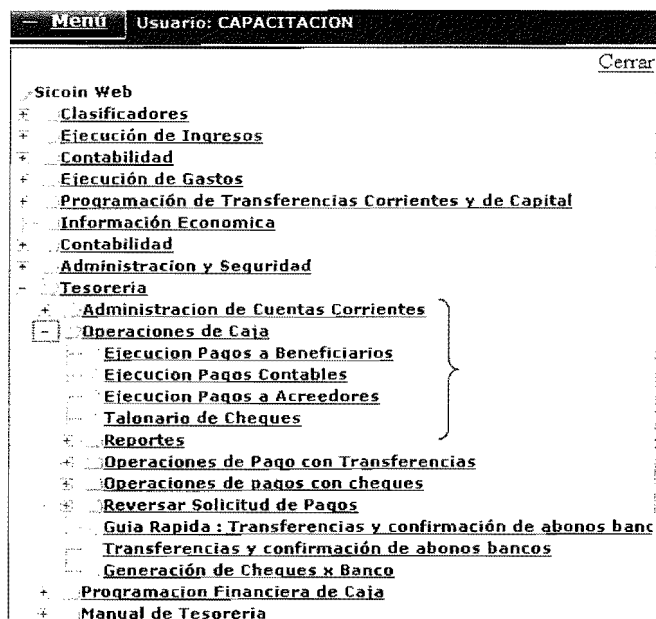 Menú Usuario: CAPACITACION
Cerrar
Sicoin Web
Clasificadores
Ejecución de Ingresos
Contabilidad
Ejecución de Gastos
Programación de Transferencias Corrientes y de Capital
Información Economica
Contabilidad
Administracion y Seguridad
Tesoreria
Administracion de Cuentas Corrientes
Operaciones de Caja
Ejecucion Pagos a Beneficiarios
Ejecucion Pagos Contables
Ejecucion Pagos a Acreedores
Talonario de Cheques
Reportes
Operaciones de Pago con Transferencias
Operaciones de pagos con cheques
Reversar Solicitud de Pagos
Guia Rapida : Transferencias y confirmación de abonos banc
Transferencias y confirmación de abonos bancos
Generación de Cheques x Banco
Programacion Financiera de Caja
Manual de Tesoreria